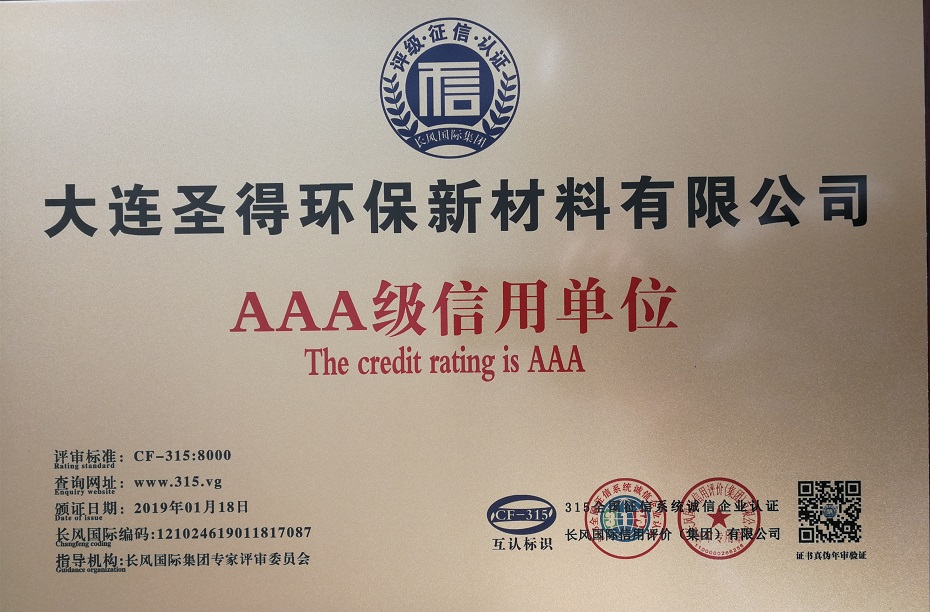 评级·征信·认证
信
长风国际集团
大连圣得环保新材料有限公司
AAA级信用单位
The credit rating is AAA
评审标准：CF-315:8000
Rating standard
查询网址：www.315.vg
Enquiry website
颁证日期：2019年01月18日
Date of Issue
长风国际编码:121024619011817087
Changfeng coding
指导机构:长风国际集团专家评审委员会
Guidance organization
CF-315
互认标识
315全国征信系统诚信企业认证
长风国际信用评价（集团）有限公司
315
证书真伪年审验证